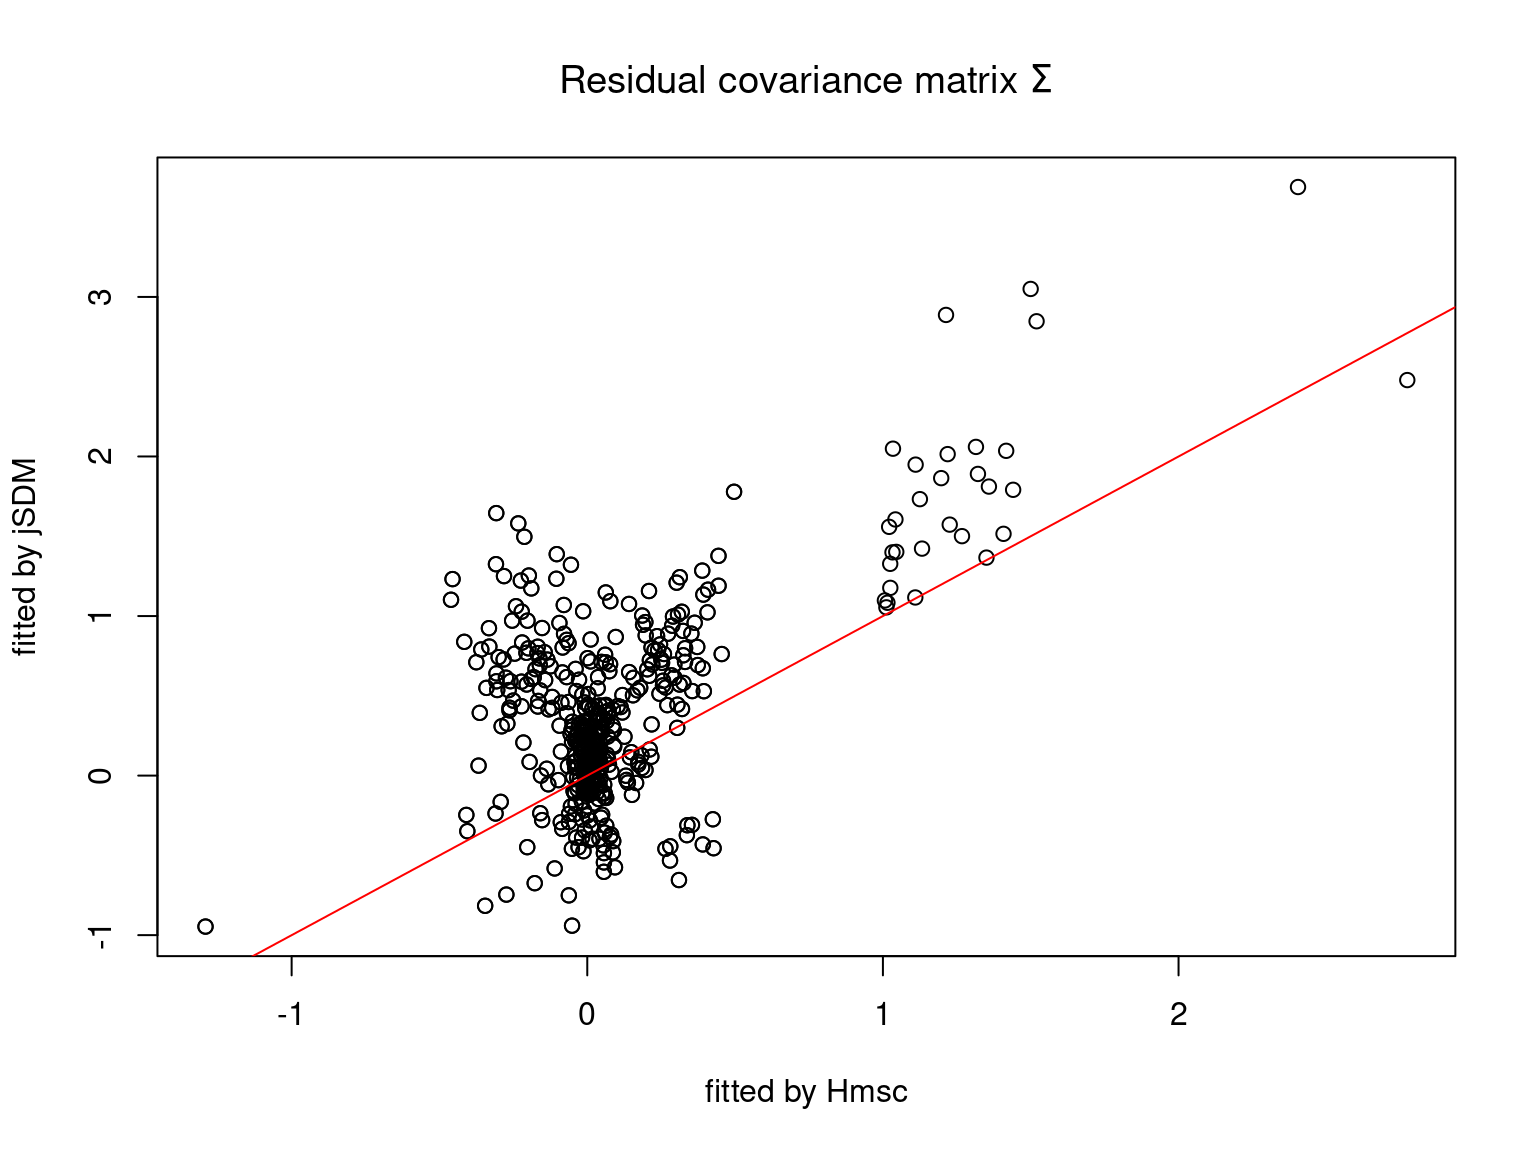 Residual covariance matrix Σ
fitted by jSDM
3
2
1
0
-1
-1 0 1 2
fitted by Hmsc